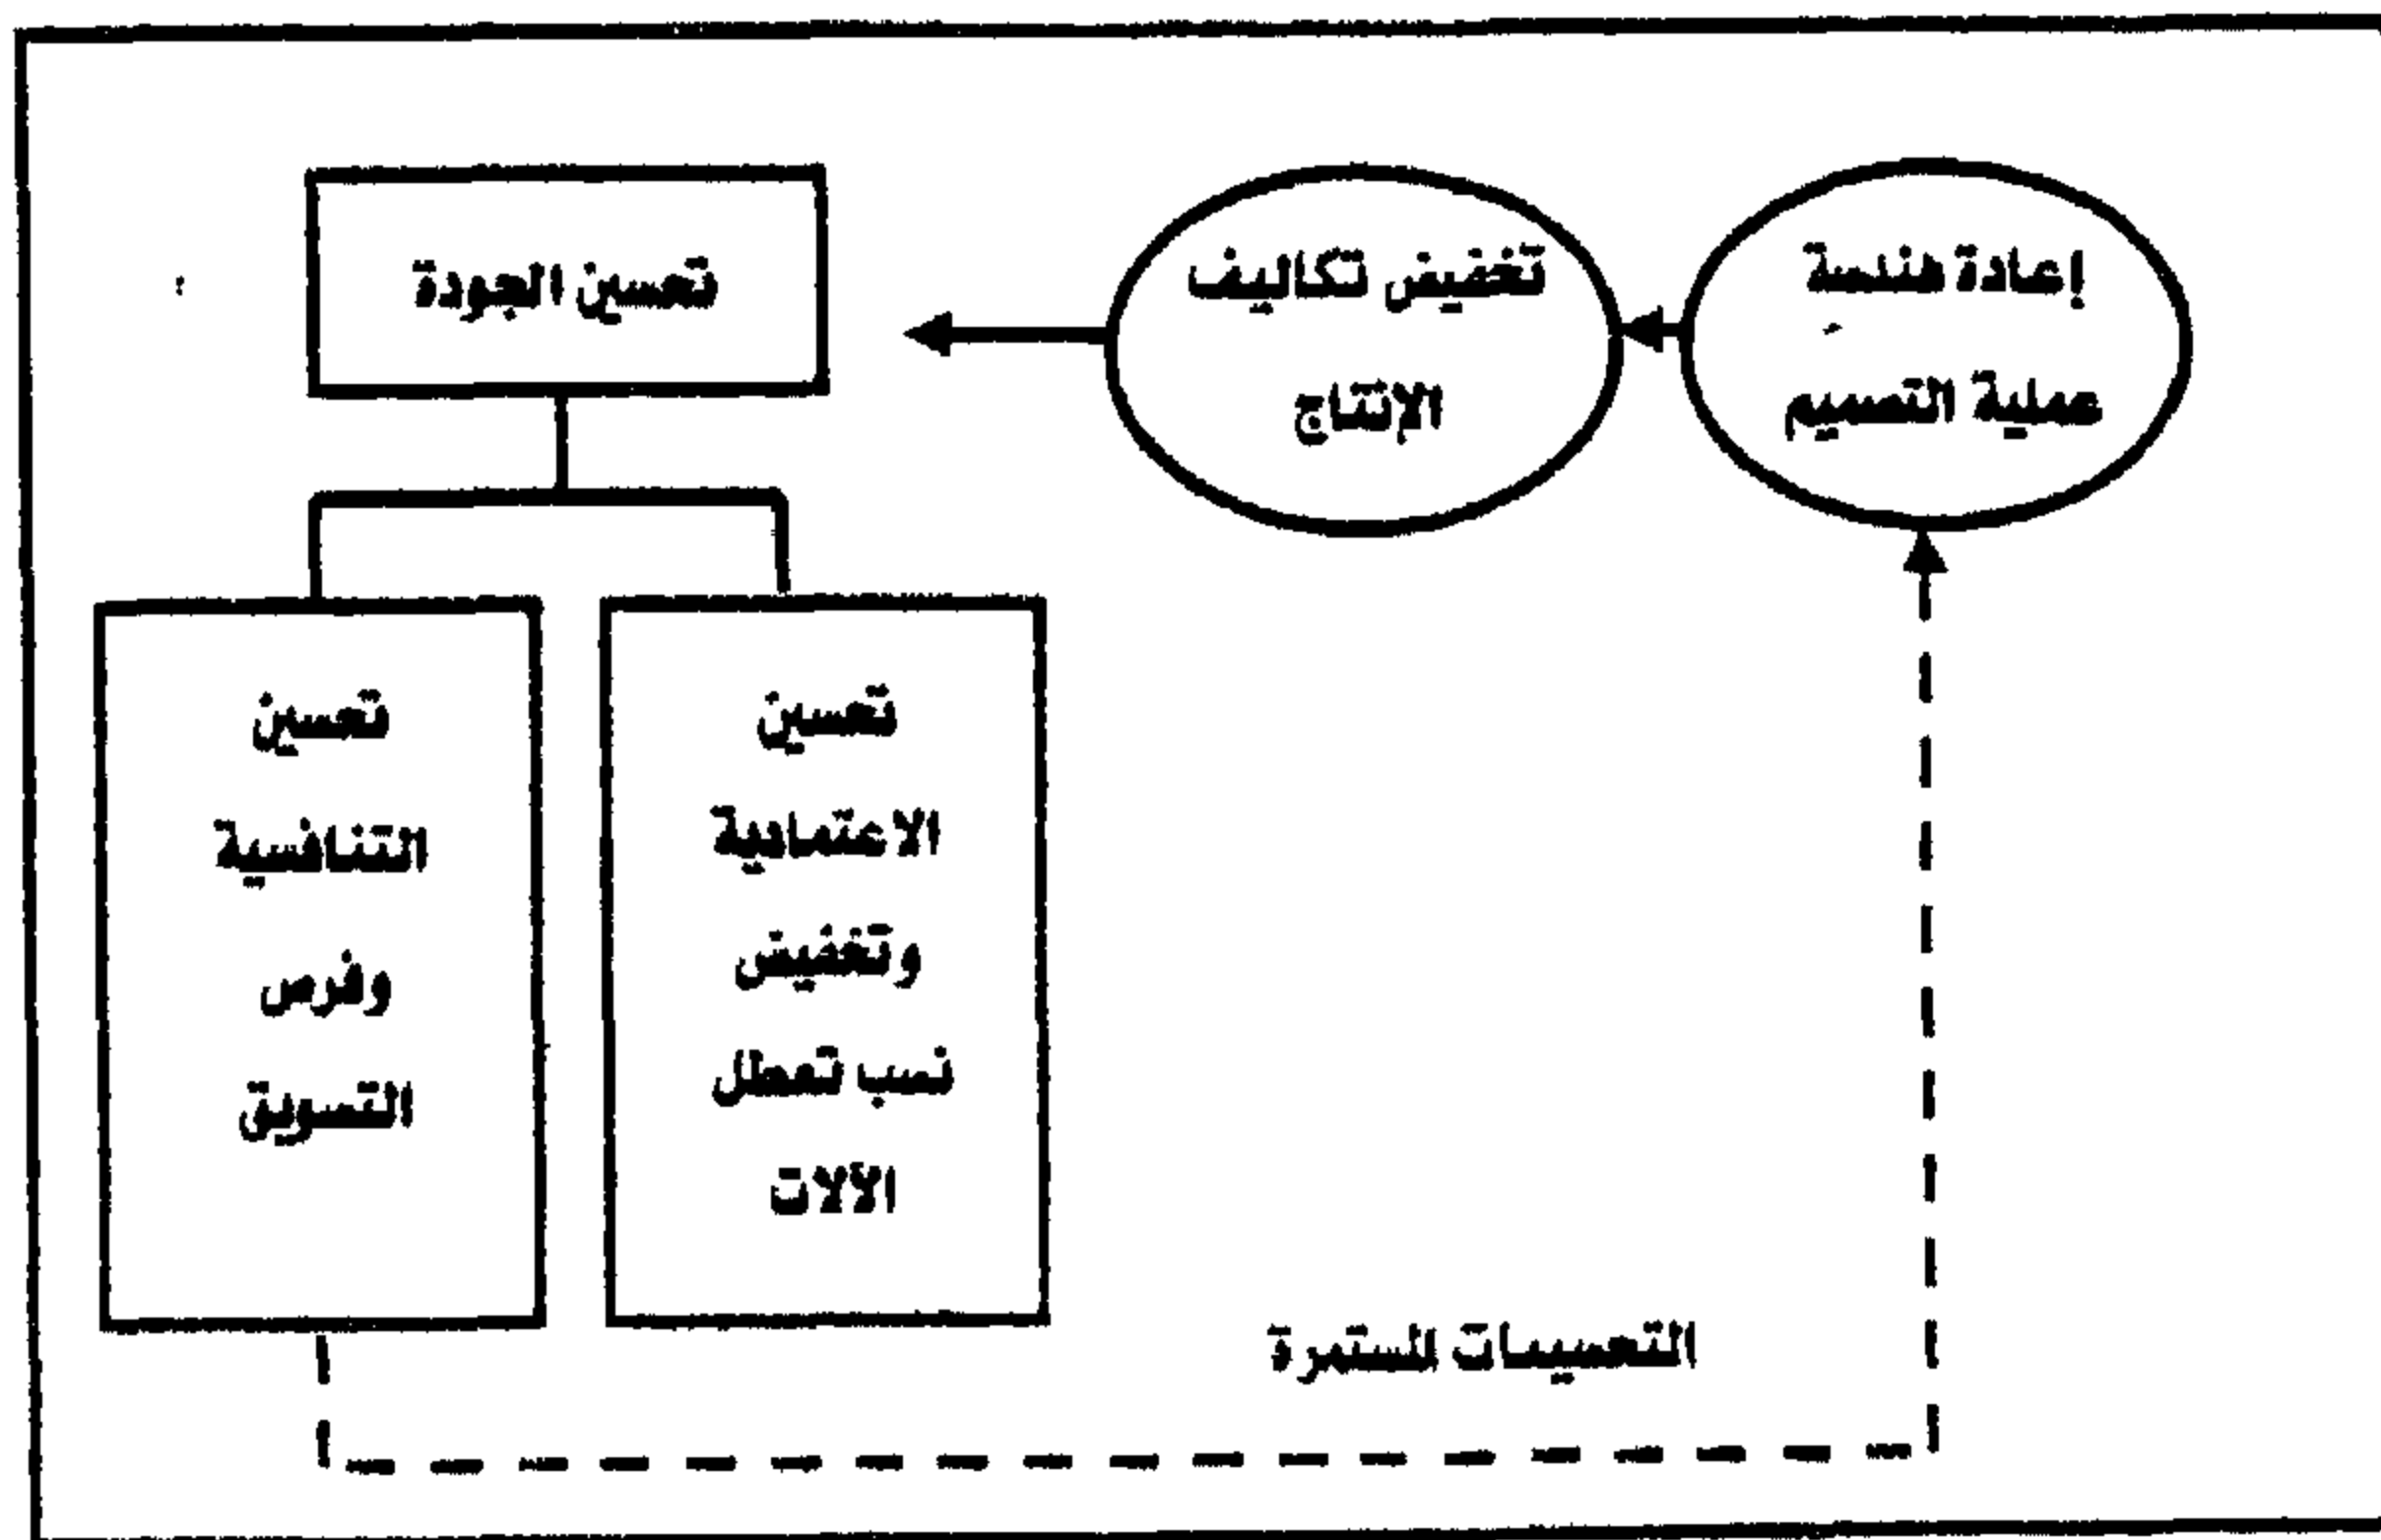 إعادة هندسة
عملية التصميم
تخفيض تكاليف
الإنتاج
تحسين الجودة
تحسين
الاعتمادية
وتخفيض
نسب تعطل
الآلات
تحسين
التنافسية
وفرص
التسويق
التحسينات المستمرة